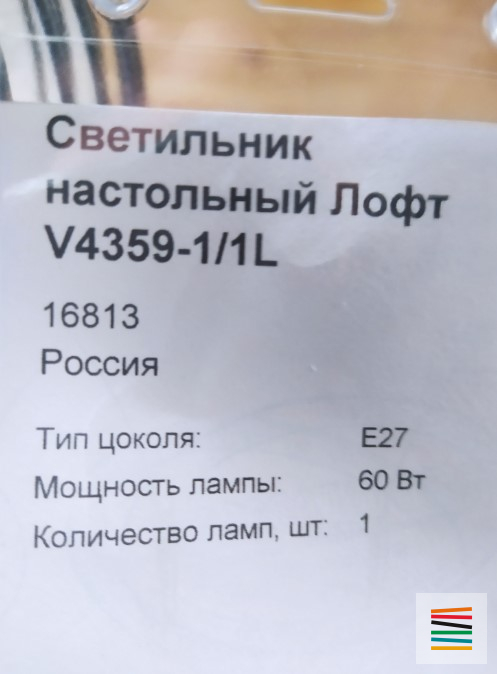 Светильник
настольный Лофт
V4359-1/1L
16813
Россия
Тип цоколя: E27
Мощность лампы: 60 Вт
Количество ламп, шт: 1